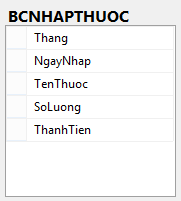 BCNHAPTHUOC
Thang
NgayNhap
TenThuoc
SoLuong
ThanhTien